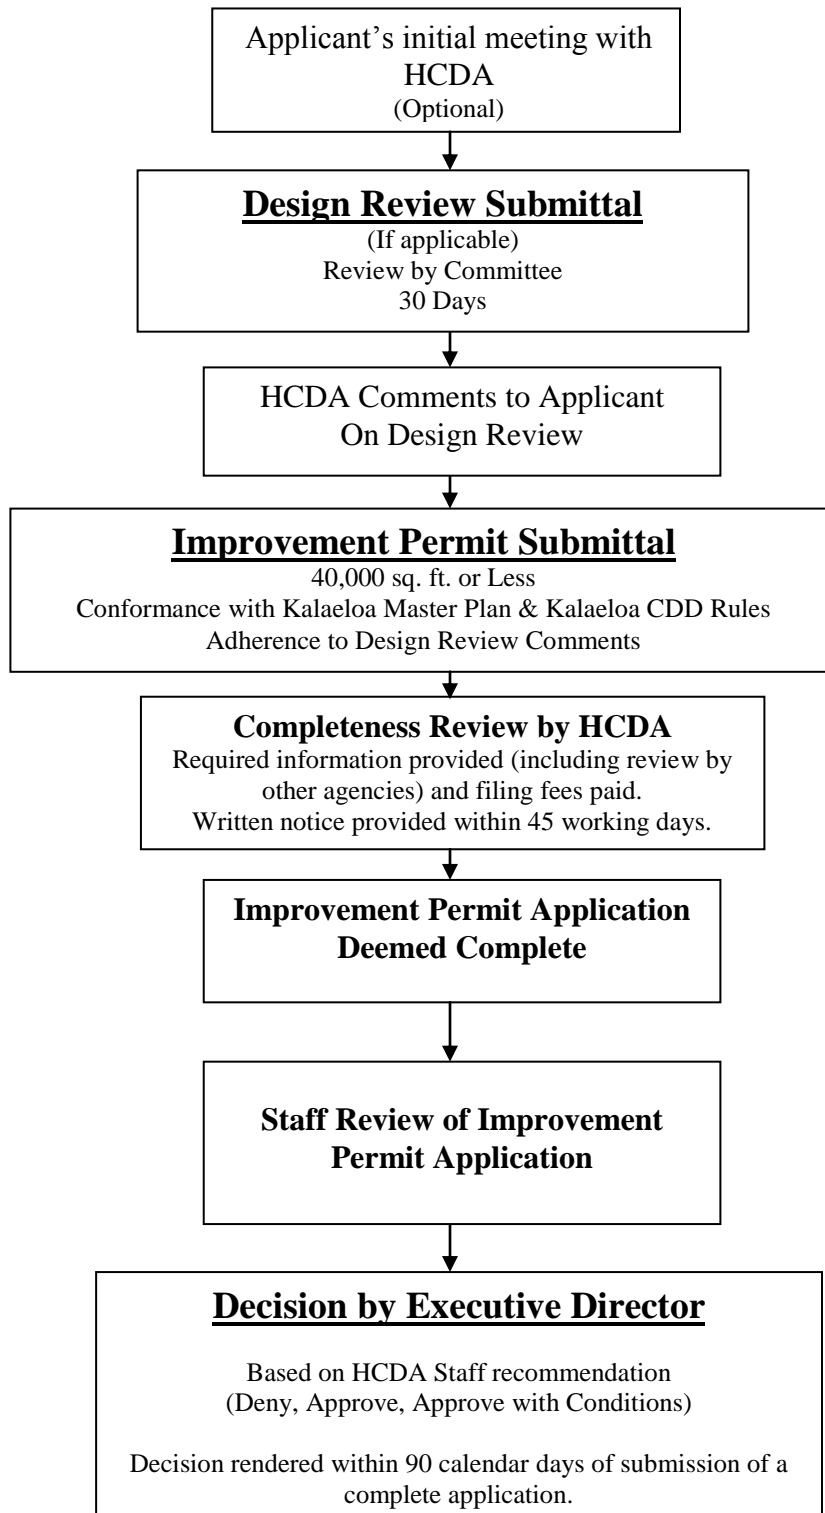 Applicant’s initial meeting with
HCDA
(Optional)
Design Review Submittal
(If applicable)
Review by Committee
30 Days
HCDA Comments to Applicant
On Design Review
Improvement Permit Submittal
40,000 sq. ft. or Less
Conformance with Kalaeloa Master Plan & Kalaeloa CDD Rules
Adherence to Design Review Comments
Completeness Review by HCDA
Required information provided (including review by
other agencies) and filing fees paid.
Written notice provided within 45 working days.
Improvement Permit Application
Deemed Complete
Staff Review of Improvement
Permit Application
Decision by Executive Director
Based on HCDA Staff recommendation
(Deny, Approve, Approve with Conditions)
Decision rendered within 90 calendar days of submission of a
complete application.